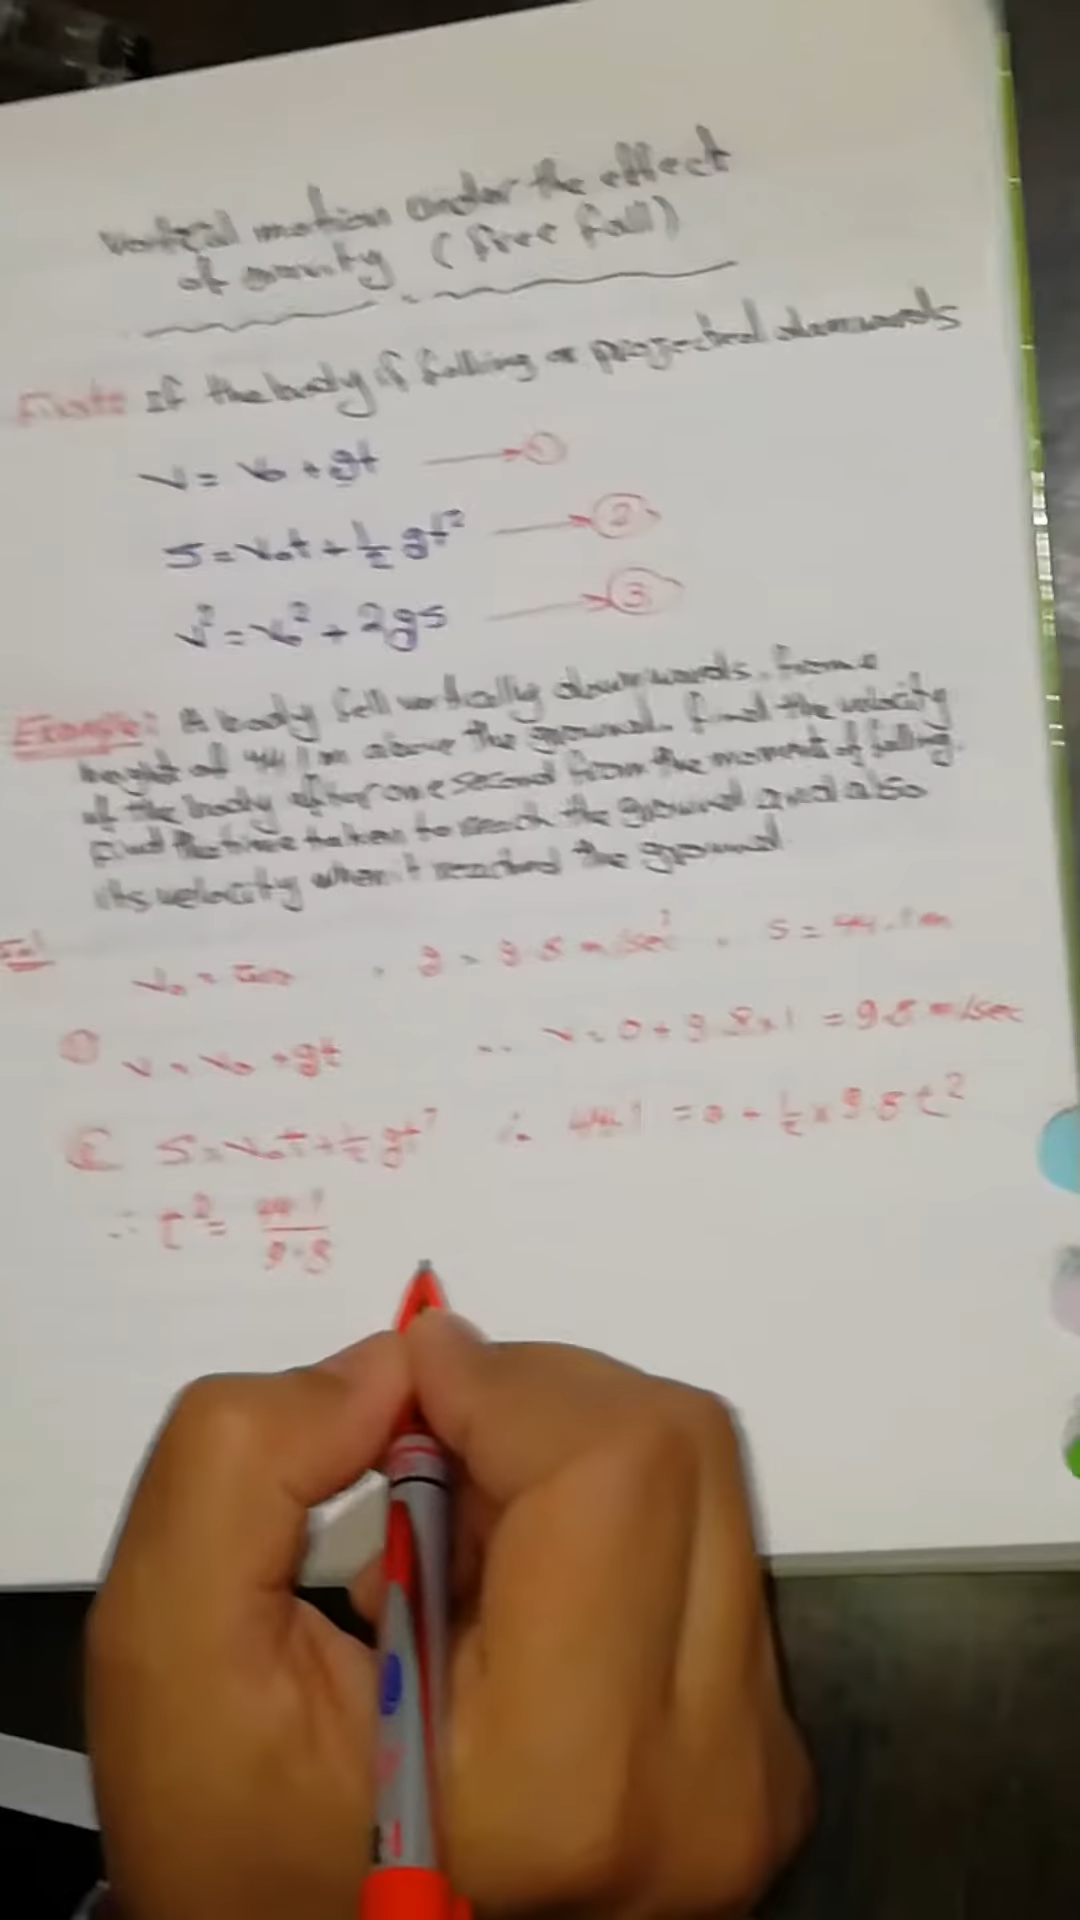 vertical motion under the effect
of gravity (free fall)
First: If the body is falling or projected downwards
v = v₀ + gt → ①
S = v₀t + ½ gt² → ②
v² = v₀² + 2gs → ③
Example: A body fell vertically downwards from a
height of 44.1 m above the ground. find the velocity
of the body after one second from the moment of falling.
Find the time taken to reach the ground and also
its velocity when it reached the ground
Sol
v₀ = zero , g = 9.8 m/sec² , S = 44.1 m
① v = v₀ + gt ∴ v = 0 + 9.8 × 1 = 9.8 m/sec
② S = v₀t + ½ gt² ∴ 44.1 = 0 + ½ × 9.8 t²
∴ t² = 44.1 / 9.8